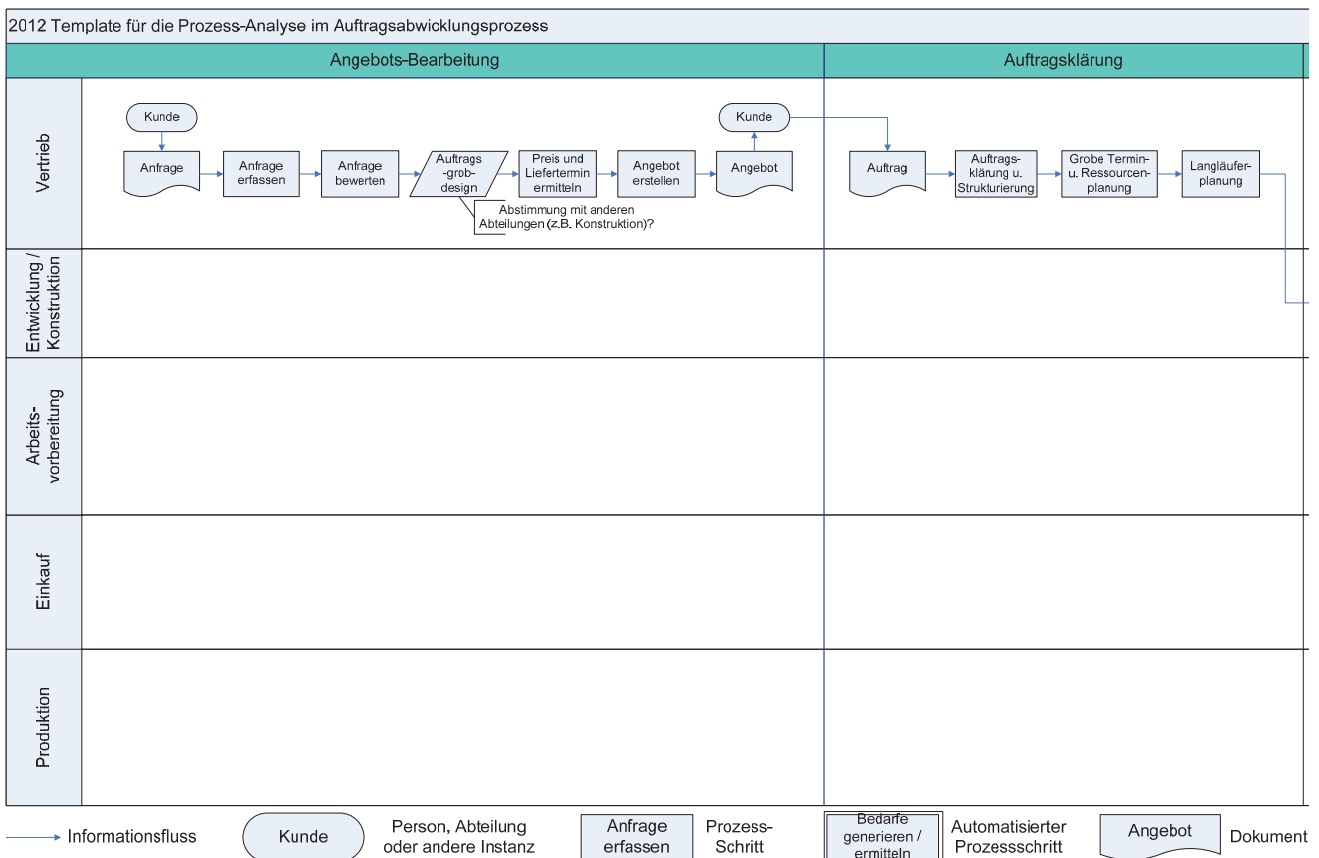 2012 Template für die Prozess-Analyse im Auftragsabwicklungsprozess
Angebots-Bearbeitung
Auftragsklärung
Vertrieb
Kunde
Anfrage
Anfrage
erfassen
Anfrage
bewerten
Auftrags
-grob-
design
Abstimmung mit anderen
Abteilungen (z.B. Konstruktion)?
Preis und
Liefertermin
ermitteln
Angebot
erstellen
Angebot
Kunde
Auftrag
Auftrags-
klärung u.
Strukturierung
Grobe Termin-
u. Ressourcen-
planung
Langläufer-
planung
Entwicklung /
Konstruktion
Arbeits-
vorbereitung
Einkauf
Produktion
Informationsfluss
Kunde
Person, Abteilung
oder andere Instanz
Anfrage
erfassen
Prozess-
Schritt
Bedarfe
generieren /
ermitteln
Automatisierter
Prozessschritt
Angebot
Dokument